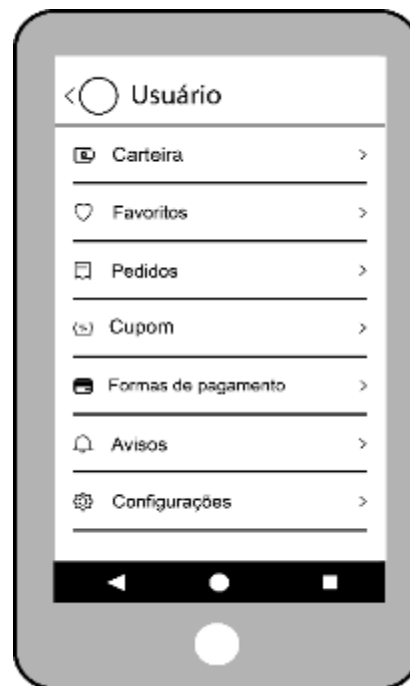 Usuário
Carteira
Favoritos
Pedidos
Cupom
Formas de pagamento
Avisos
Configurações